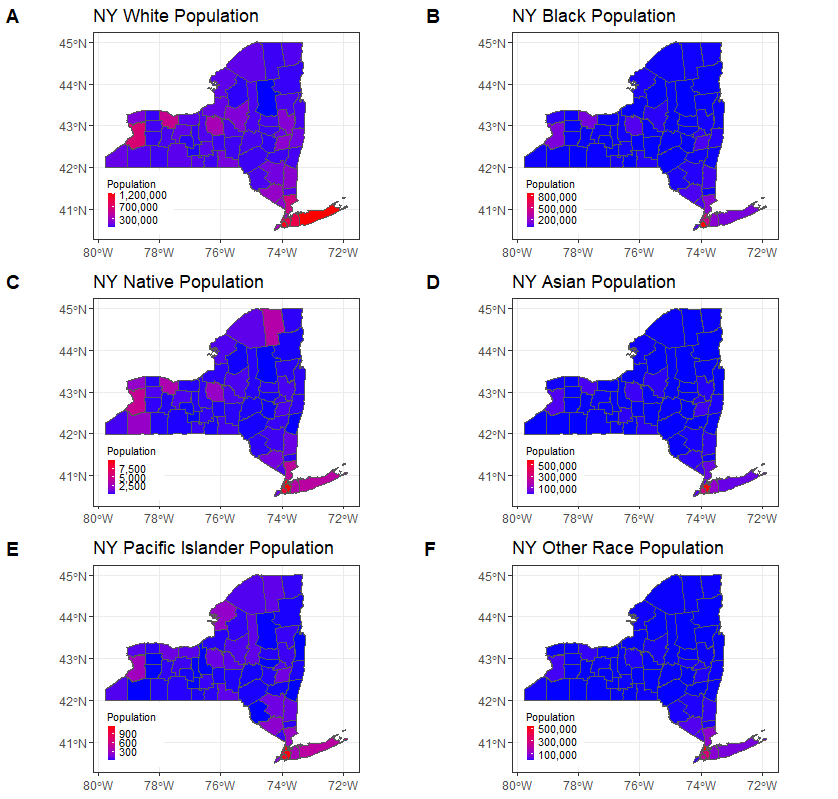 A NY White Population
45°N
44°N
43°N
42°N
41°N
Population
1,200,000
700,000
300,000
80°W 78°W 76°W 74°W 72°W
B NY Black Population
45°N
44°N
43°N
42°N
41°N
Population
800,000
500,000
200,000
80°W 78°W 76°W 74°W 72°W
C NY Native Population
45°N
44°N
43°N
42°N
41°N
Population
7,500
5,000
2,500
80°W 78°W 76°W 74°W 72°W
D NY Asian Population
45°N
44°N
43°N
42°N
41°N
Population
500,000
300,000
100,000
80°W 78°W 76°W 74°W 72°W
E NY Pacific Islander Population
45°N
44°N
43°N
42°N
41°N
Population
900
600
300
80°W 78°W 76°W 74°W 72°W
F NY Other Race Population
45°N
44°N
43°N
42°N
41°N
Population
500,000
300,000
100,000
80°W 78°W 76°W 74°W 72°W